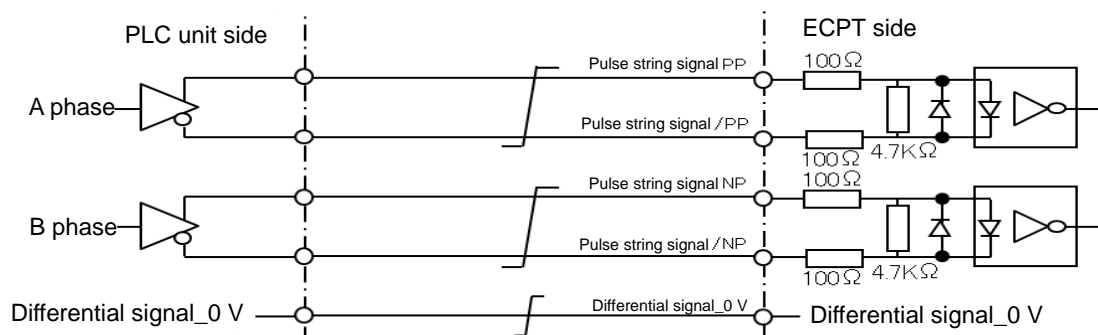 PLC unit side
ECPT side
Pulse string signal PP
100Ω
A phase
Pulse string signal /PP
100Ω
4.7KΩ
Pulse string signal NP
100Ω
B phase
Pulse string signal /NP
100Ω
4.7KΩ
Differential signal_0 V
Differential signal_0 V
Differential signal_0 V